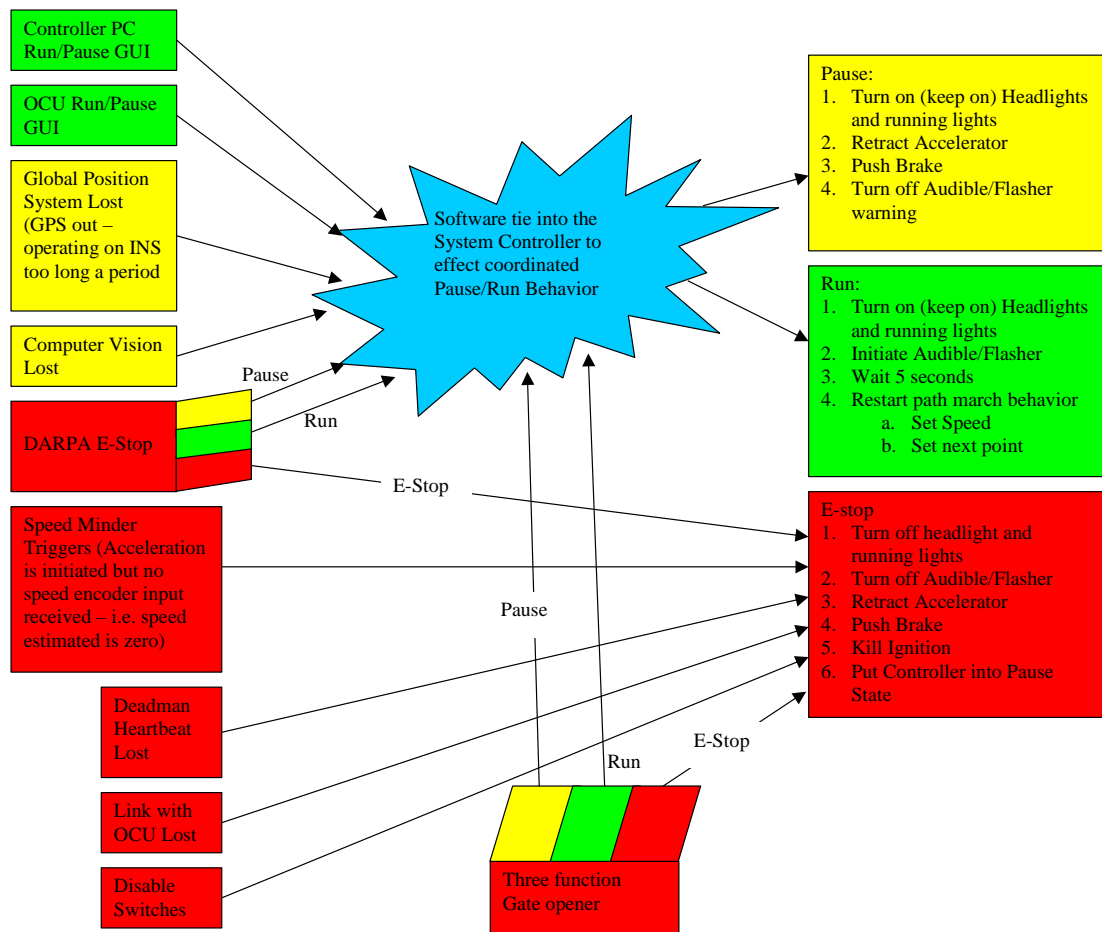 Controller PC
Run/Pause GUI
OCU Run/Pause
GUI
Global Position
System Lost
(GPS out –
operating on INS
too long a period
Computer Vision
Lost
DARPA E-Stop
Pause
Run
E-Stop
Speed Minder
Triggers (Acceleration
is initiated but no
speed encoder input
received – i.e. speed
estimated is zero)
Deadman
Heartbeat
Lost
Link with
OCU Lost
Disable
Switches
Software tie into the
System Controller to
effect coordinated
Pause/Run Behavior
Pause
Run
E-Stop
Three function
Gate opener
Pause:
1. Turn on (keep on) Headlights
and running lights
2. Retract Accelerator
3. Push Brake
4. Turn off Audible/Flasher
warning
Run:
1. Turn on (keep on) Headlights
and running lights
2. Initiate Audible/Flasher
3. Wait 5 seconds
4. Restart path march behavior
a. Set Speed
b. Set next point
E-stop
1. Turn off headlight and
running lights
2. Turn off Audible/Flasher
3. Retract Accelerator
4. Push Brake
5. Kill Ignition
6. Put Controller into Pause
State